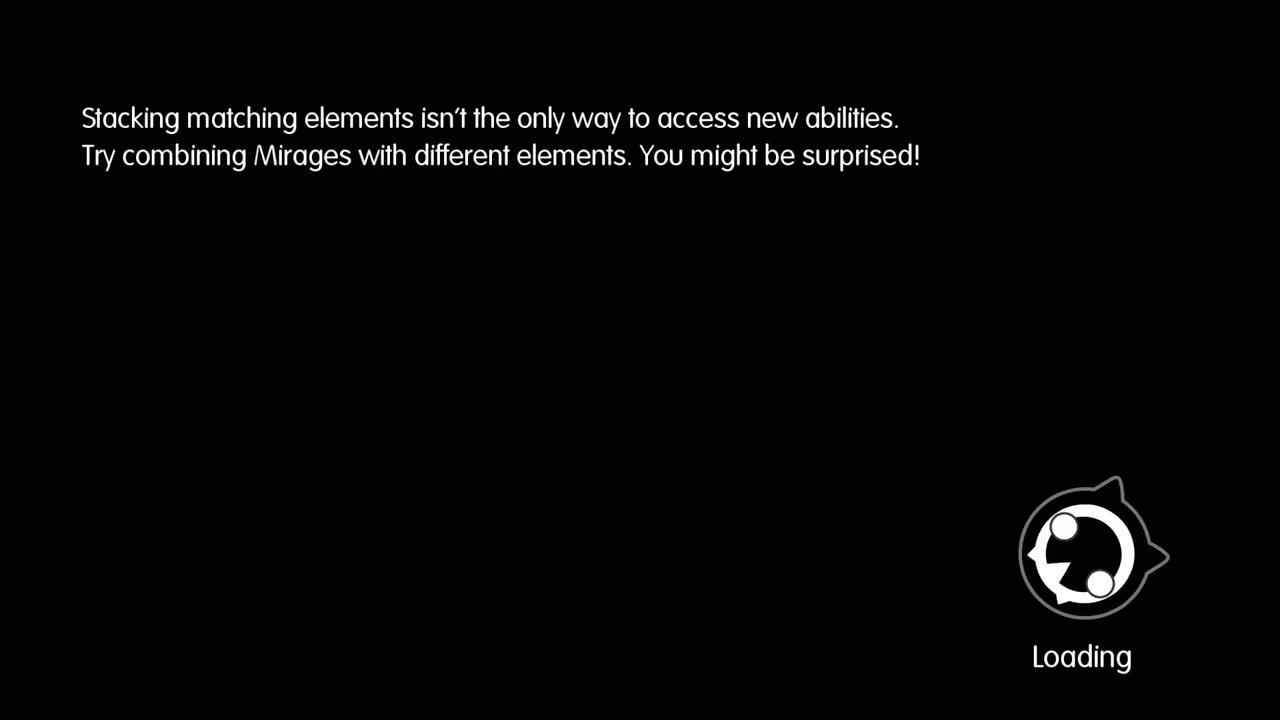 Stacking matching elements isn't the only way to access new abilities.
Try combining Mirages with different elements. You might be surprised!
Loading